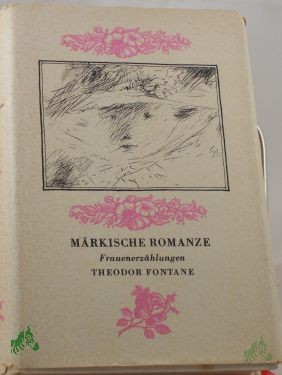 MÄRKISCHE ROMANZE
Frauenerzählungen
THEODOR FONTANE